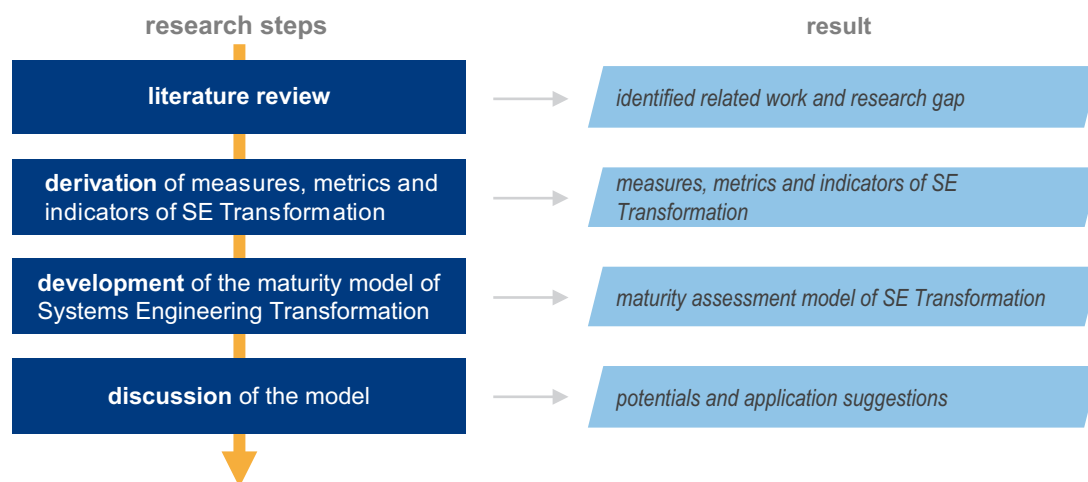 research steps
result
literature review
identified related work and research gap
derivation of measures, metrics and
indicators of SE Transformation
measures, metrics and indicators of SE
Transformation
development of the maturity model of
Systems Engineering Transformation
maturity assessment model of SE Transformation
discussion of the model
potentials and application suggestions